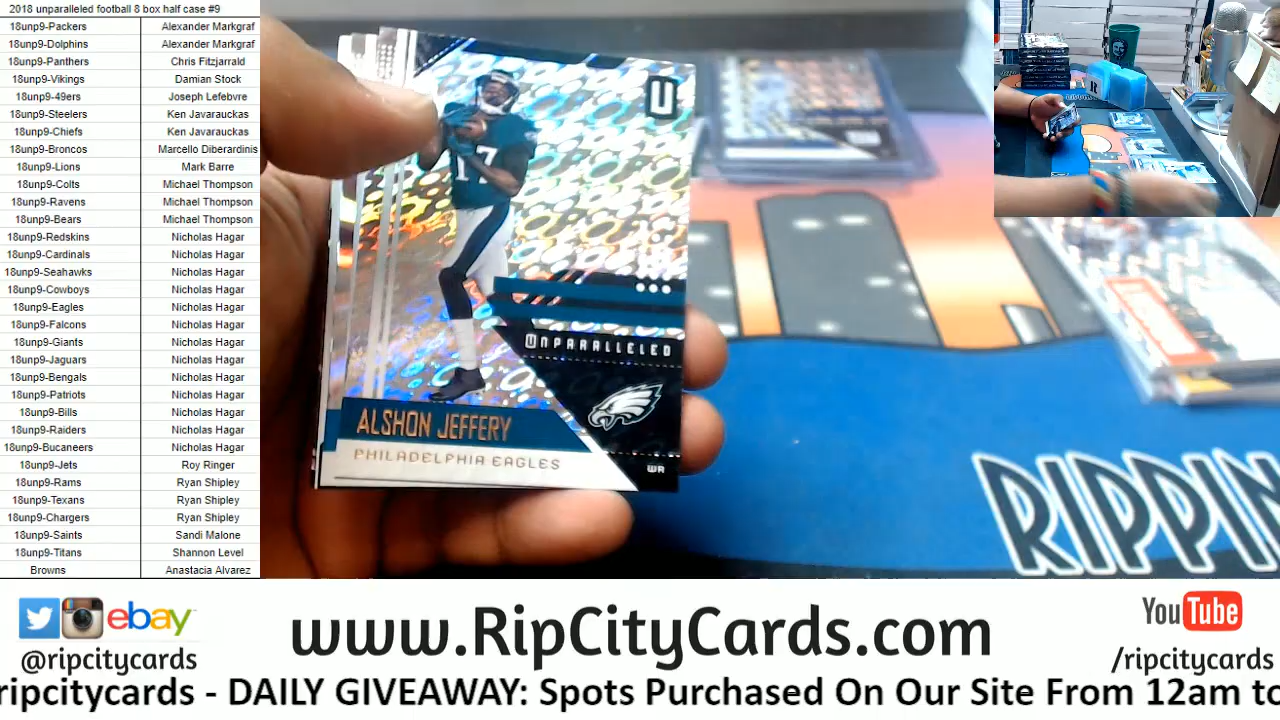 2018 unparalleled football 8 box half case #9
18unp9-Packers Alexander Markgraf
18unp9-Dolphins Alexander Markgraf
18unp9-Panthers Chris Fitzjarrald
18unp9-Vikings Damian Stock
18unp9-49ers Joseph Lefebvre
18unp9-Steelers Ken Javarauckas
18unp9-Chiefs Ken Javarauckas
18unp9-Broncos Marcello Diberardinis
18unp9-Lions Mark Barre
18unp9-Colts Michael Thompson
18unp9-Ravens Michael Thompson
18unp9-Bears Michael Thompson
18unp9-Redskins Nicholas Hagar
18unp9-Cardinals Nicholas Hagar
18unp9-Seahawks Nicholas Hagar
18unp9-Cowboys Nicholas Hagar
18unp9-Eagles Nicholas Hagar
18unp9-Falcons Nicholas Hagar
18unp9-Giants Nicholas Hagar
18unp9-Jaguars Nicholas Hagar
18unp9-Bengals Nicholas Hagar
18unp9-Patriots Nicholas Hagar
18unp9-Bills Nicholas Hagar
18unp9-Raiders Nicholas Hagar
18unp9-Bucaneers Nicholas Hagar
18unp9-Jets Roy Ringer
18unp9-Rams Ryan Shipley
18unp9-Texans Ryan Shipley
18unp9-Chargers Ryan Shipley
18unp9-Saints Sandi Malone
18unp9-Titans Shannon Level
Browns Anastacia Alvarez
U
17
UNPARALLELED
ALSHON JEFFERY
PHILADELPHIA EAGLES
WR
RIPPIN
ebay
@ripcitycards
www.RipCityCards.com
YouTube
/ripcitycards
ripcitycards - DAILY GIVEAWAY: Spots Purchased On Our Site From 12am to